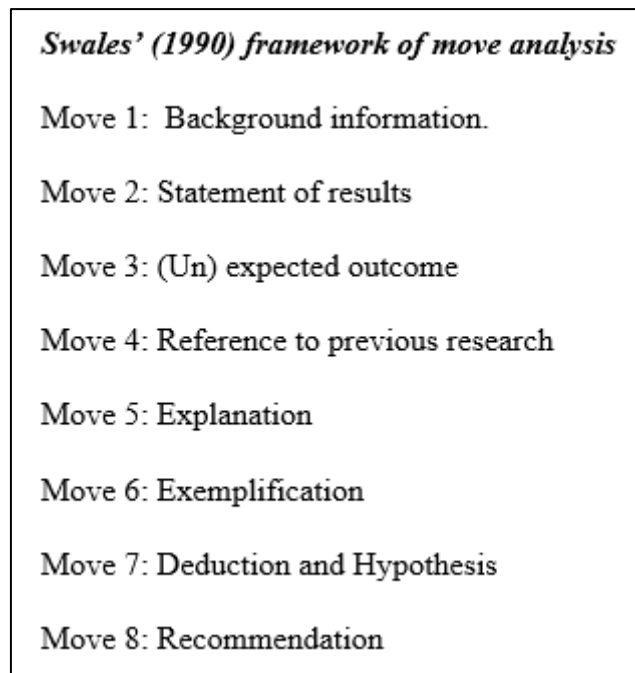 Swales’ (1990) framework of move analysis
Move 1:  Background information.
Move 2: Statement of results
Move 3: (Un) expected outcome
Move 4: Reference to previous research
Move 5: Explanation
Move 6: Exemplification
Move 7: Deduction and Hypothesis
Move 8: Recommendation